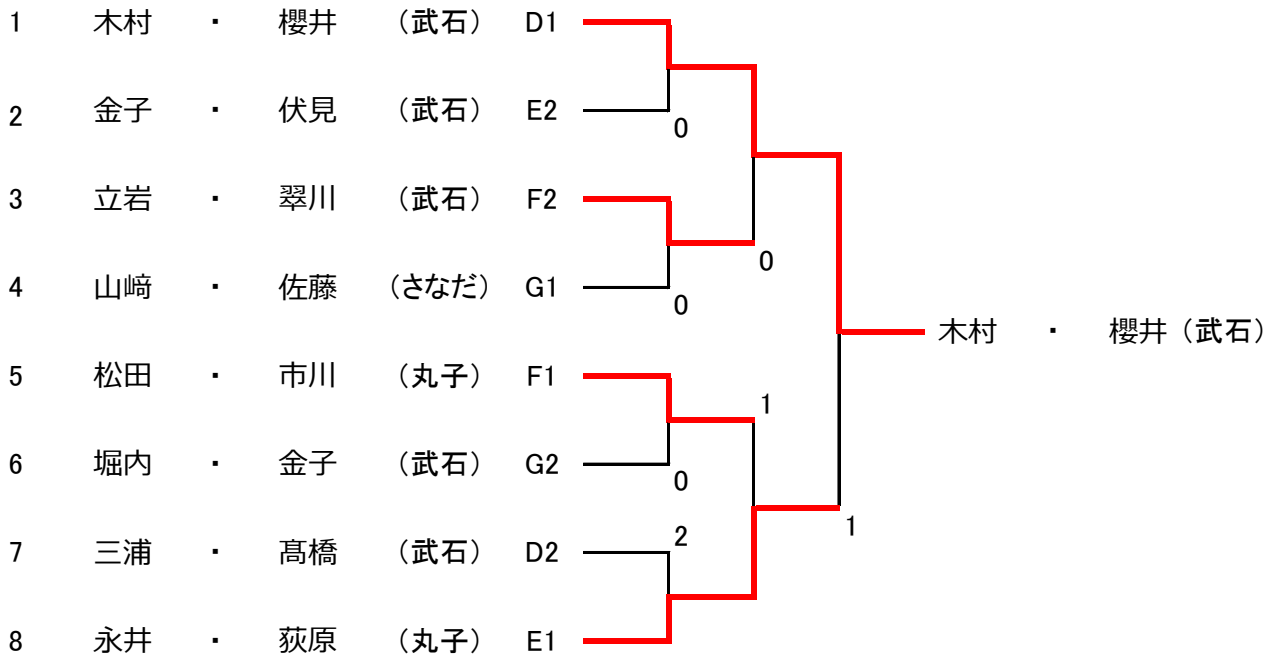 1 木村 ・ 櫻井 （武石） D1
2 金子 ・ 伏見 （武石） E2
0
3 立岩 ・ 翠川 （武石） F2
0
4 山﨑 ・ 佐藤 （さなだ） G1
0
木村 ・ 櫻井（武石）
5 松田 ・ 市川 （丸子） F1
1
6 堀内 ・ 金子 （武石） G2
0
1
7 三浦 ・ 髙橋 （武石） D2
2
8 永井 ・ 荻原 （丸子） E1